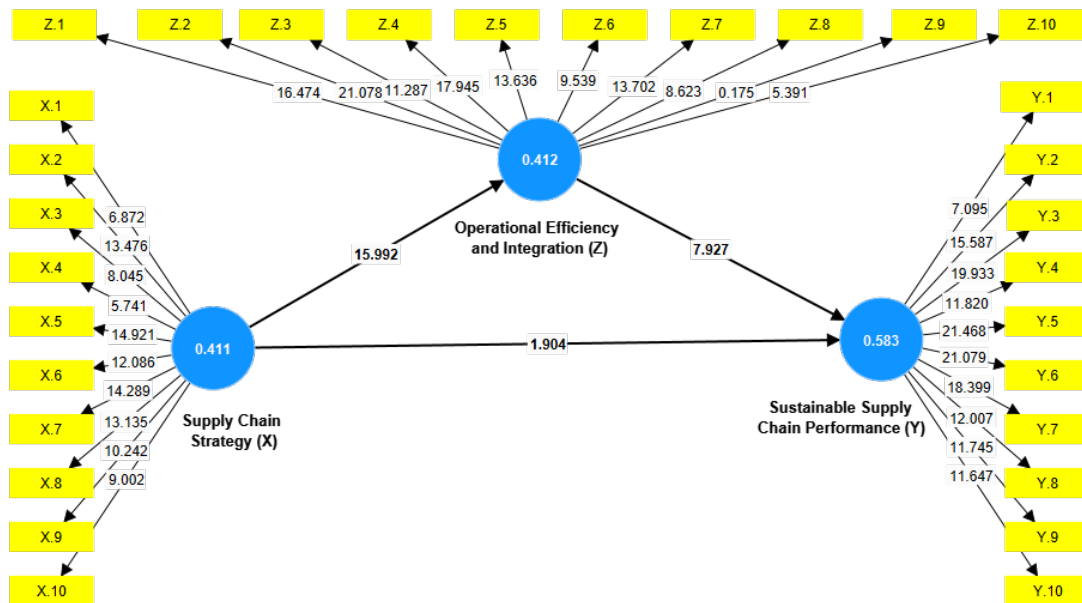 Z.1
Z.2
Z.3
Z.4
Z.5
Z.6
Z.7
Z.8
Z.9
Z.10
16.474
21.078
11.287
17.945
13.636
9.539
13.702
8.623
0.175
5.391
X.1
X.2
X.3
X.4
X.5
X.6
X.7
X.8
X.9
X.10
6.872
13.476
8.045
5.741
14.921
12.086
14.289
13.135
10.242
9.002
0.412
Operational Efficiency
and Integration (Z)
15.992
7.927
0.411
1.904
0.583
Supply Chain
Strategy (X)
Sustainable Supply
Chain Performance (Y)
7.095
15.587
19.933
11.820
21.468
21.079
18.399
12.007
11.745
11.647
Y.1
Y.2
Y.3
Y.4
Y.5
Y.6
Y.7
Y.8
Y.9
Y.10